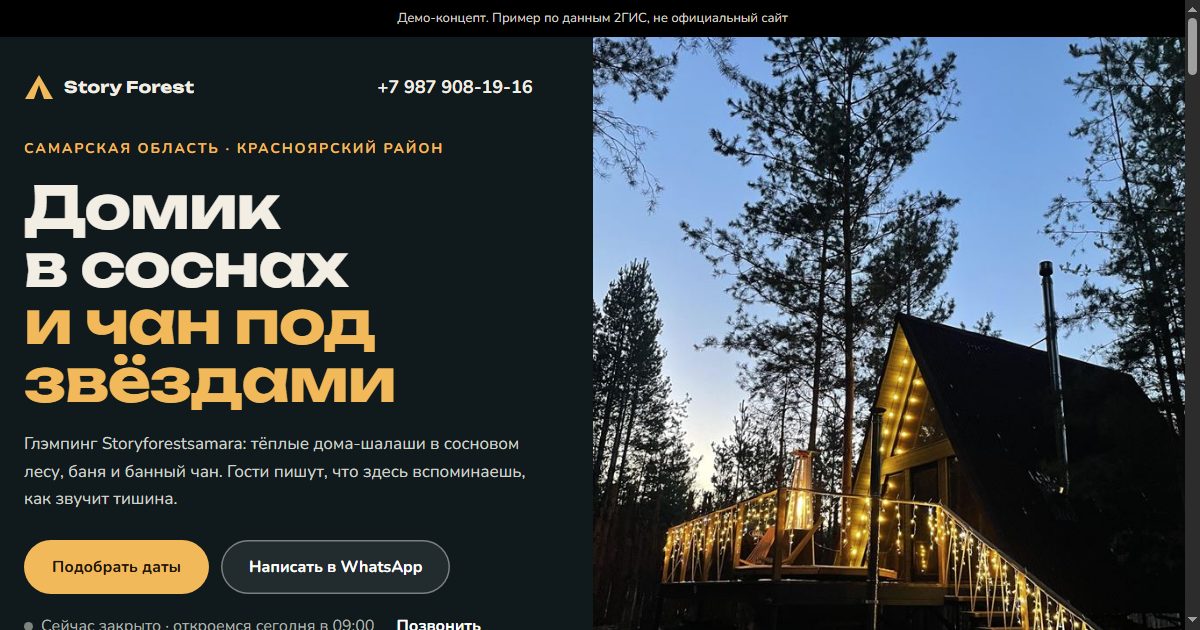 Демо-концепт. Пример по данным 2ГИС, не официальный сайт
Story Forest
+7 987 908-19-16
САМАРСКАЯ ОБЛАСТЬ · КРАСНОЯРСКИЙ РАЙОН
Домик
в соснах
и чан под
звёздами
Глэмпинг Storyforestsamara: тёплые дома-шалаши в сосновом
лесу, баня и банный чан. Гости пишут, что здесь вспоминаешь,
как звучит тишина.
Подобрать даты
Написать в WhatsApp
Сейчас закрыто · откроемся сегодня в 09:00
Позвонить